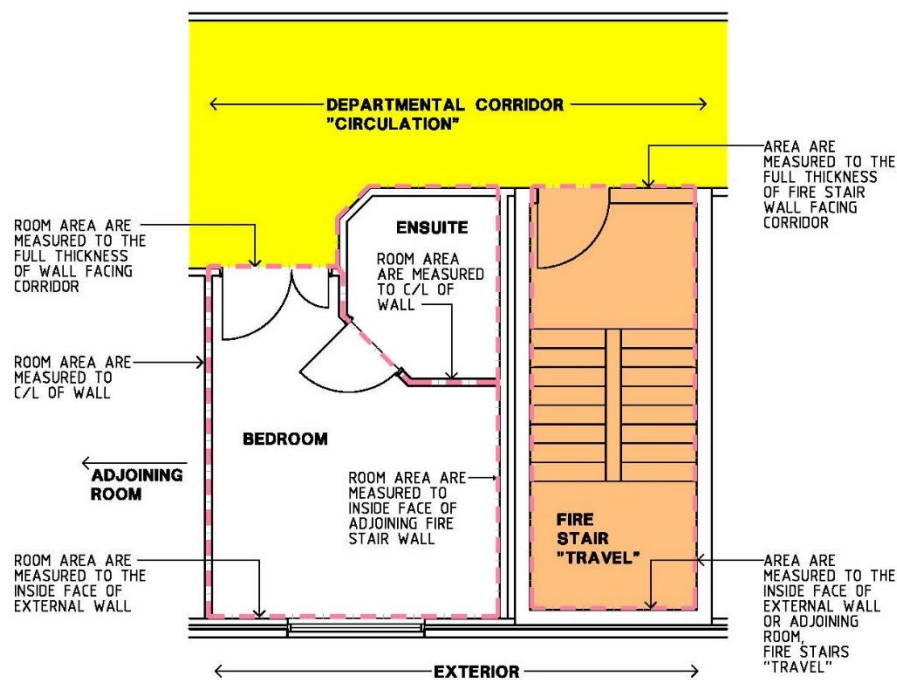 DEPARTMENTAL CORRIDOR
"CIRCULATION"
AREA ARE
MEASURED TO THE
FULL THICKNESS
OF FIRE STAIR
WALL FACING
CORRIDOR
ROOM AREA ARE
MEASURED TO THE
FULL THICKNESS
OF WALL FACING
CORRIDOR
ENSUITE
ROOM AREA
ARE MEASURED
TO C/L OF
WALL
ROOM AREA ARE
MEASURED TO
C/L OF WALL
BEDROOM
ADJOINING
ROOM
ROOM AREA ARE
MEASURED TO
INSIDE FACE OF
ADJOINING FIRE
STAIR WALL
FIRE
STAIR
"TRAVEL"
ROOM AREA ARE
MEASURED TO THE
INSIDE FACE OF
EXTERNAL WALL
AREA ARE
MEASURED TO THE
INSIDE FACE OF
EXTERNAL WALL
OR ADJOINING
ROOM,
FIRE STAIRS
"TRAVEL"
EXTERIOR